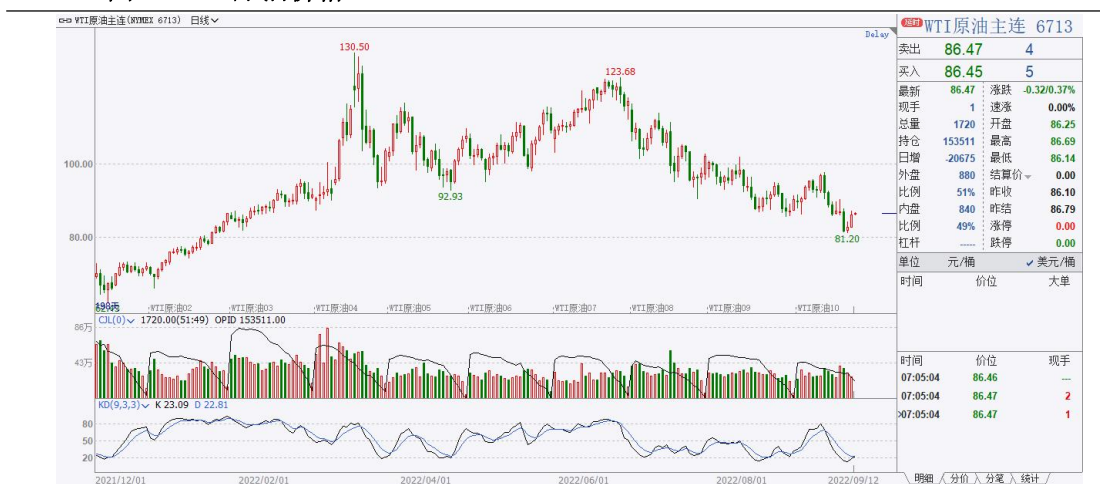 WTI原油主连(NYMEX 6713) 日线
Delay
130.50
123.68
100.00
92.93
80.00
81.20
WTI原油02 WTI原油03 WTI原油04 WTI原油05 WTI原油06 WTI原油07 WTI原油08 WTI原油09 WTI原油10
CJL(0) 1720.00(51:49) OPID 153511.00
86万
43万
KD(9,3,3) K 23.09 D 22.81
80
50
20
2021/12/01 2022/02/01 2022/04/01 2022/06/01 2022/08/01 2022/09/12
延时 WTI原油主连 6713
卖出 86.47 4
买入 86.45 5
最新 86.47 涨跌 -0.32/0.37%
现手 1 速涨 0.00%
总量 1720 开盘 86.25
持仓 153511 最高 86.69
日增 -20675 最低 86.14
外盘 880 结算价 0.00
比例 51% 昨收 86.10
内盘 840 昨结 86.79
比例 49% 涨停 0.00
杠杆 ----- 跌停 0.00
单位 元/桶 美元/桶
时间 价位 大单
时间 价位 现手
07:05:04 86.46 ---
07:05:04 86.47 2
>07:05:04 86.47 1
明细 分价 分笔 统计